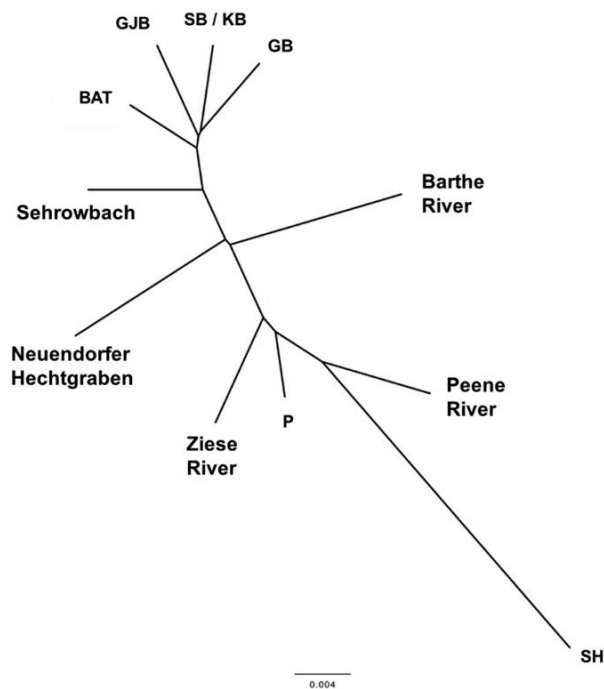 GJB
SB / KB
GB
BAT
Barthe
River
Sehrowbach
Neuendorfer
Hechtgraben
Peene
River
P
Ziese
River
SH
0.004